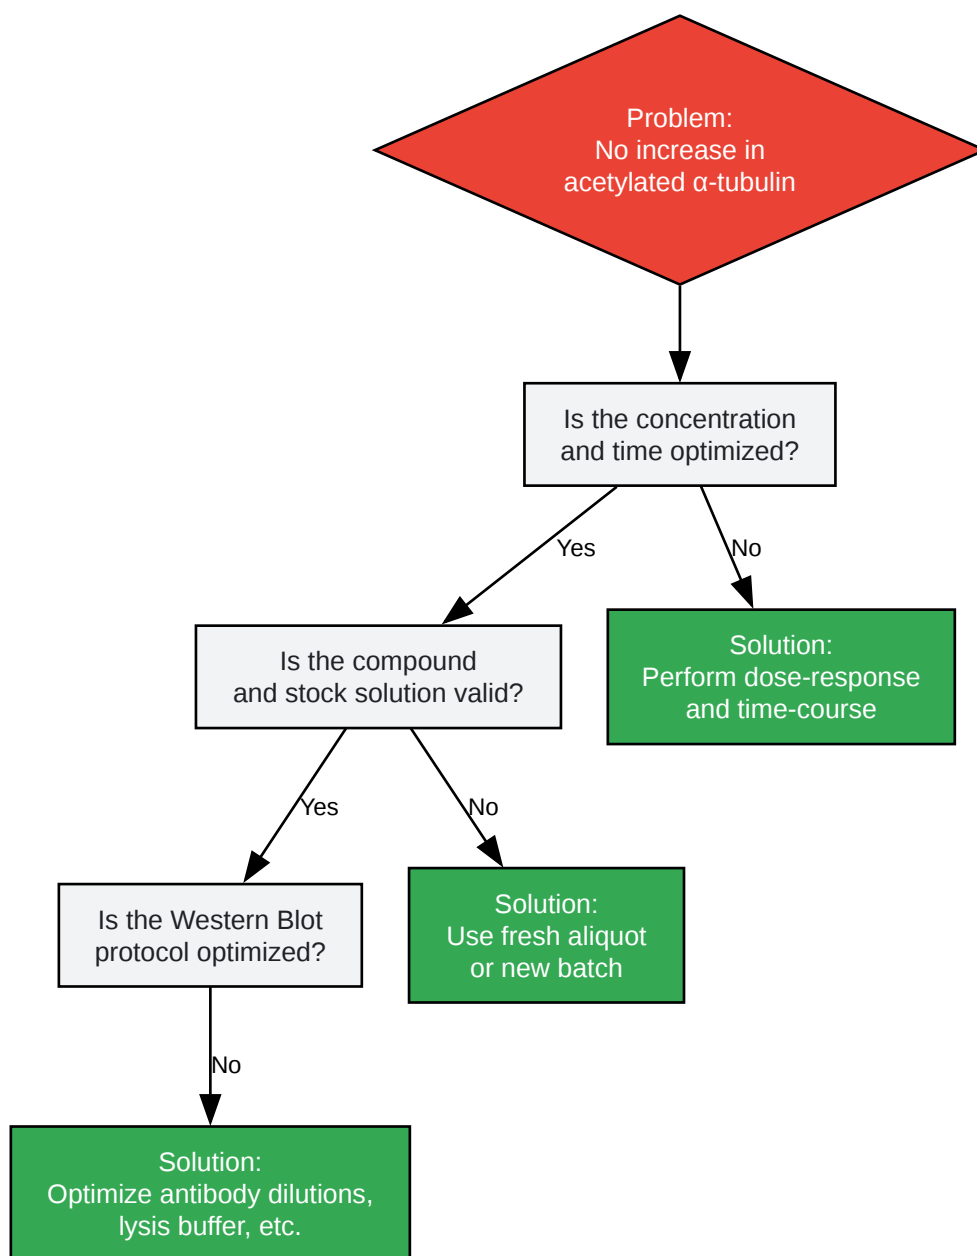 Problem:
No increase in
acetylated α-tubulin
Is the concentration
and time optimized?
Yes
No
Is the compound
and stock solution valid?
Solution:
Perform dose-response
and time-course
Yes
No
Is the Western Blot
protocol optimized?
Solution:
Use fresh aliquot
or new batch
No
Solution:
Optimize antibody dilutions,
lysis buffer, etc.